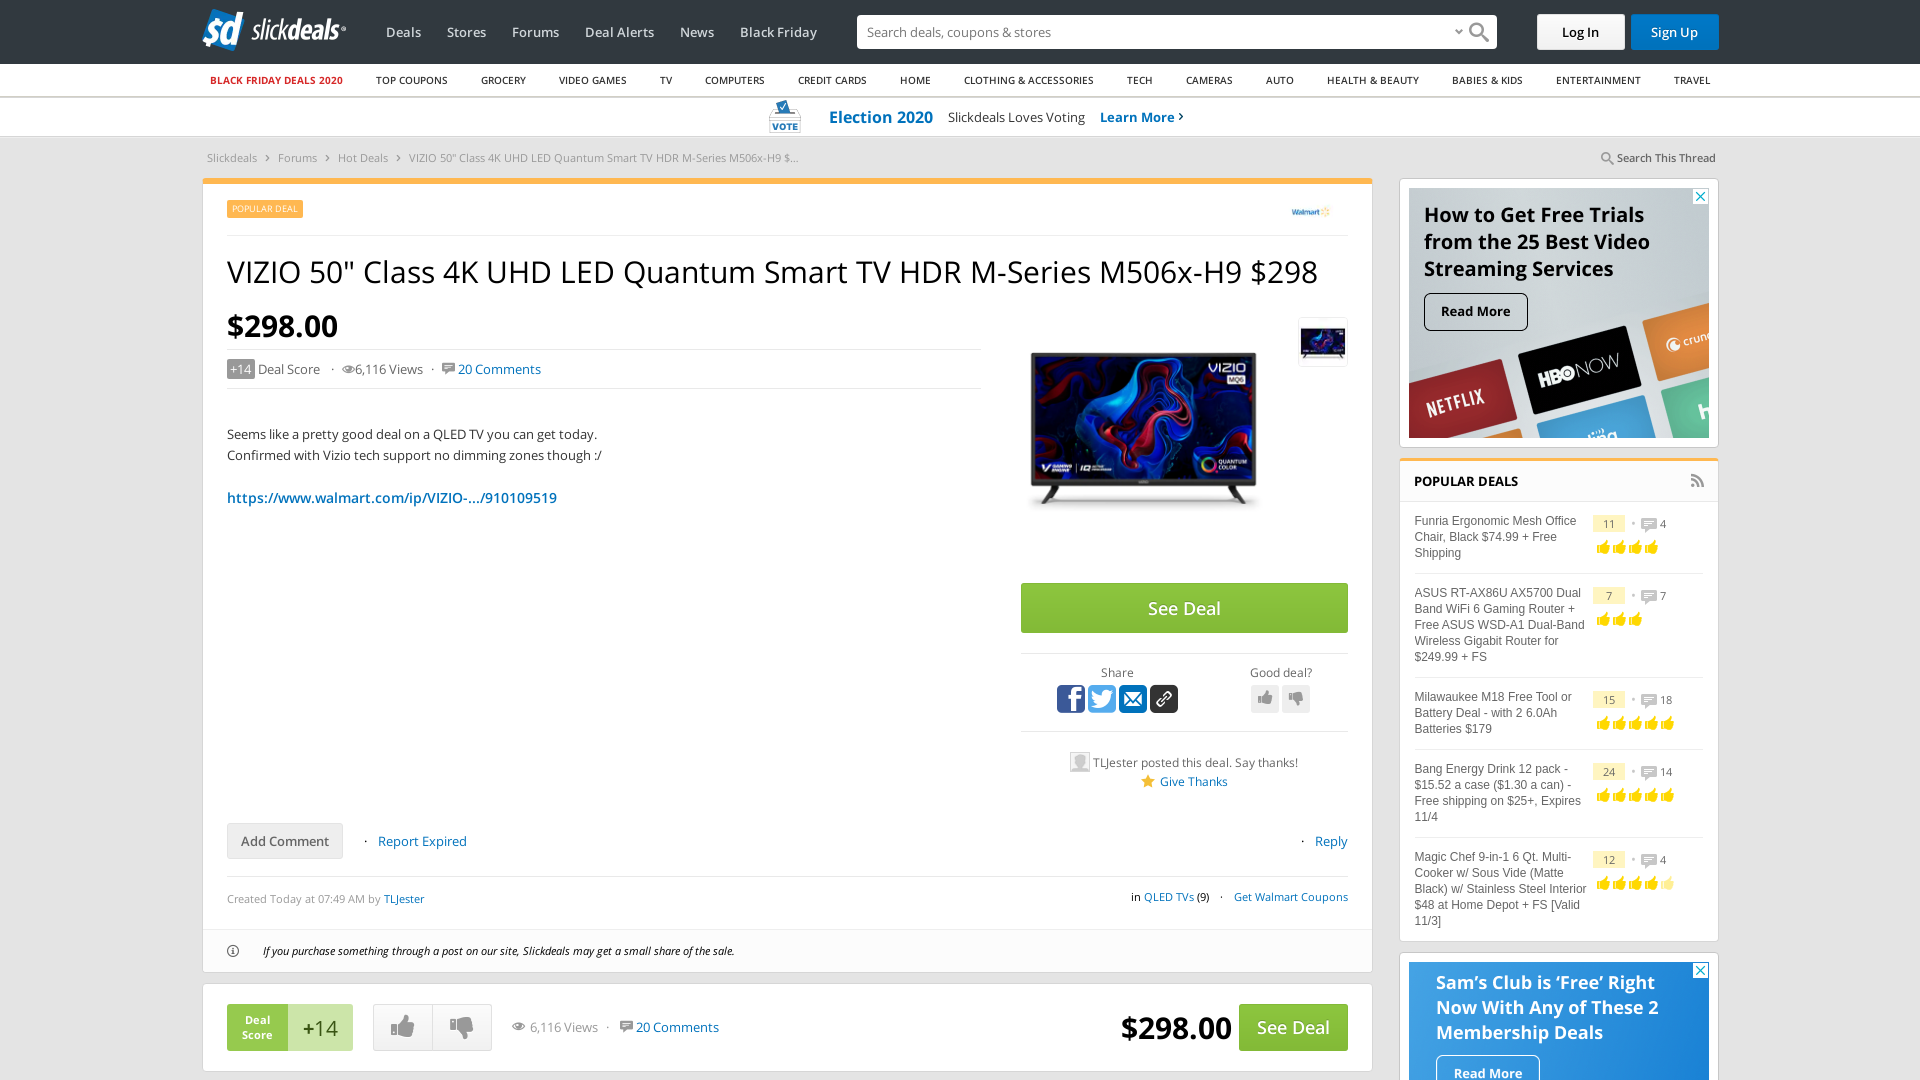 sd slickdeals
Deals
Stores
Forums
Deal Alerts
News
Black Friday
Search deals, coupons & shops
Log In
Sign Up
BLACK FRIDAY DEALS 2020
TOP COUPONS
GROCERY
VIDEO GAMES
TV
COMPUTERS
CREDIT CARDS
HOME
CLOTHING & ACCESSORIES
TECH
CAMERAS
AUTO
HEALTH & BEAUTY
BABIES & KIDS
ENTERTAINMENT
TRAVEL
VOTE
Election 2020 Slickdeals Loves Voting Learn More ›
Slickdeals › Forums › Hot Deals › VIZIO 50" Class 4K UHD LED Quantum Smart TV HDR M-Series M506x-H9 $...
Search This Thread
POPULAR DEAL
Walmart
VIZIO 50" Class 4K UHD LED Quantum Smart TV HDR M-Series M506x-H9 $298
$298.00
+14 Deal Score · 6,116 Views · 20 Comments
Seems like a pretty good deal on a QLED TV you can get today.
Confirmed with Vizio tech support no dimming zones though :/
https://www.walmart.com/ip/VIZIO-.../910109519
VIZIO
MQ6
V GAMING ENGINE
IQ
QUANTUM COLOR
See Deal
Share
Good deal?
TLJester posted this deal. Say thanks!
Give Thanks
Add Comment · Report Expired
· Reply
Created Today at 07:49 AM by TLJester
in QLED TVs (9) · Get Walmart Coupons
If you purchase something through a post on our site, Slickdeals may get a small share of the sale.
Deal Score
+14
6,116 Views · 20 Comments
$298.00
See Deal
How to Get Free Trials
from the 25 Best Video
Streaming Services
Read More
NETFLIX
HBO NOW
crunc
ling
h
POPULAR DEALS
Funria Ergonomic Mesh Office
Chair, Black $74.99 + Free
Shipping
11 • 4
ASUS RT-AX86U AX5700 Dual
Band WiFi 6 Gaming Router +
Free ASUS WSD-A1 Dual-Band
Wireless Gigabit Router for
$249.99 + FS
7 • 7
Milawaukee M18 Free Tool or
Battery Deal - with 2 6.0Ah
Batteries $179
15 • 18
Bang Energy Drink 12 pack -
$15.52 a case ($1.30 a can) -
Free shipping on $25+, Expires
11/4
24 • 14
Magic Chef 9-in-1 6 Qt. Multi-
Cooker w/ Sous Vide (Matte
Black) w/ Stainless Steel Interior
$48 at Home Depot + FS [Valid
11/3]
12 • 4
Sam's Club is 'Free' Right
Now With Any of These 2
Membership Deals
Read More